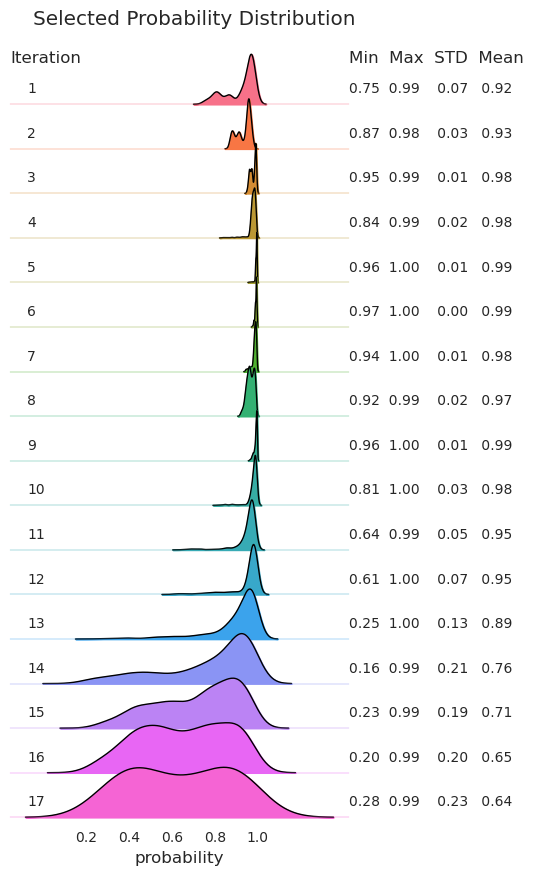 Selected Probability Distribution
Iteration Min Max STD Mean
1 0.75 0.99 0.07 0.92
2 0.87 0.98 0.03 0.93
3 0.95 0.99 0.01 0.98
4 0.84 0.99 0.02 0.98
5 0.96 1.00 0.01 0.99
6 0.97 1.00 0.00 0.99
7 0.94 1.00 0.01 0.98
8 0.92 0.99 0.02 0.97
9 0.96 1.00 0.01 0.99
10 0.81 1.00 0.03 0.98
11 0.64 0.99 0.05 0.95
12 0.61 1.00 0.07 0.95
13 0.25 1.00 0.13 0.89
14 0.16 0.99 0.21 0.76
15 0.23 0.99 0.19 0.71
16 0.20 0.99 0.20 0.65
17 0.28 0.99 0.23 0.64
0.2 0.4 0.6 0.8 1.0
probability